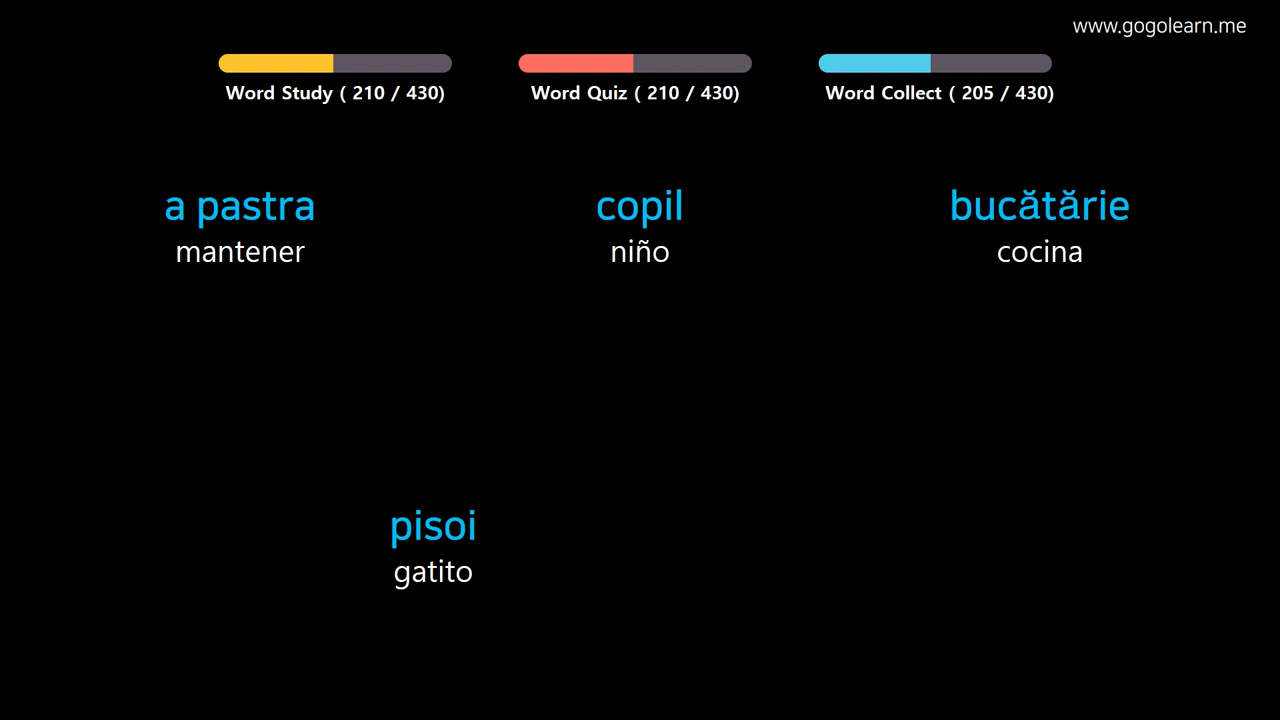 www.gogolearn.me
Word Study ( 210 / 430)
Word Quiz ( 210 / 430)
Word Collect ( 205 / 430)
a pastra
mantener
copil
niño
bucătărie
cocina
pisoi
gatito